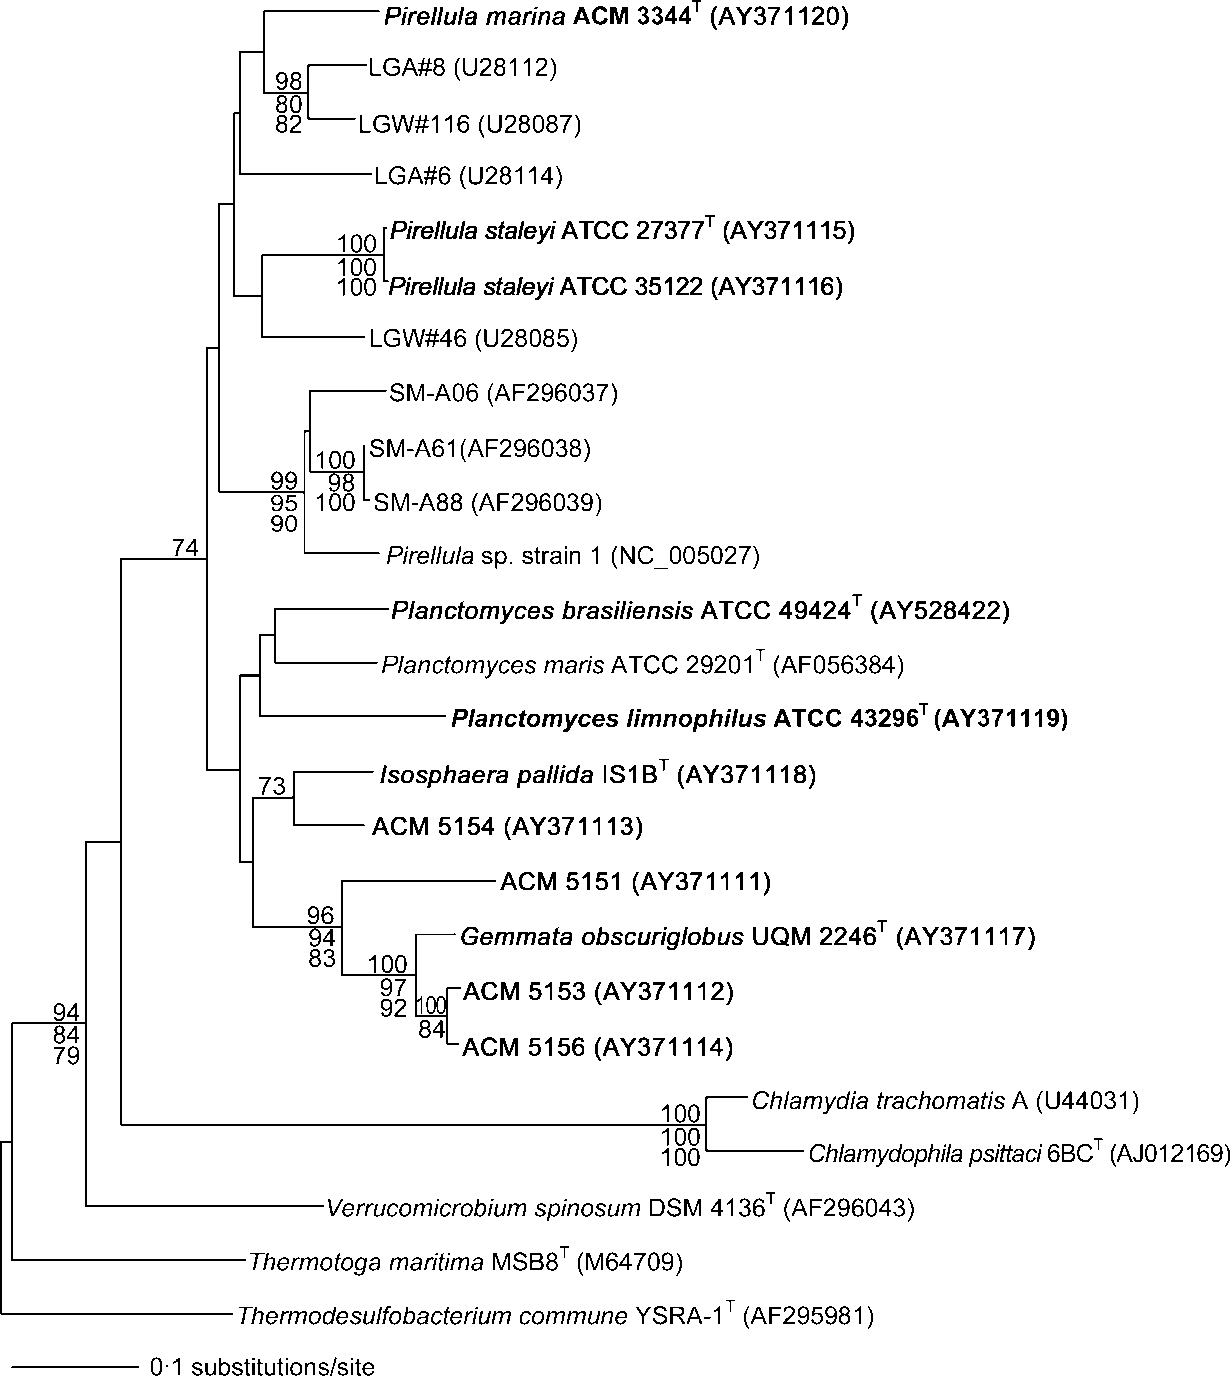 Pirellula marina ACM 3344T (AY371120)
LGA#8 (U28112)
98
80
82
LGW#116 (U28087)
LGA#6 (U28114)
Pirellula staleyi ATCC 27377T (AY371115)
100
100
100
Pirellula staleyi ATCC 35122 (AY371116)
LGW#46 (U28085)
SM-A06 (AF296037)
SM-A61(AF296038)
100
98
100
SM-A88 (AF296039)
99
95
90
Pirellula sp. strain 1 (NC_005027)
74
Planctomyces brasiliensis ATCC 49424T (AY528422)
Planctomyces maris ATCC 29201T (AF056384)
Planctomyces limnophilus ATCC 43296T (AY371119)
Isosphaera pallida IS1BT (AY371118)
73
ACM 5154 (AY371113)
ACM 5151 (AY371111)
96
94
83
Gemmata obscuriglobus UQM 2246T (AY371117)
100
97
92
ACM 5153 (AY371112)
100
84
ACM 5156 (AY371114)
94
84
79
Chlamydia trachomatis A (U44031)
100
100
100
Chlamydophila psittaci 6BCT (AJ012169)
Verrucomicrobium spinosum DSM 4136T (AF296043)
Thermotoga maritima MSB8T (M64709)
Thermodesulfobacterium commune YSRA-1T (AF295981)
0·1 substitutions/site